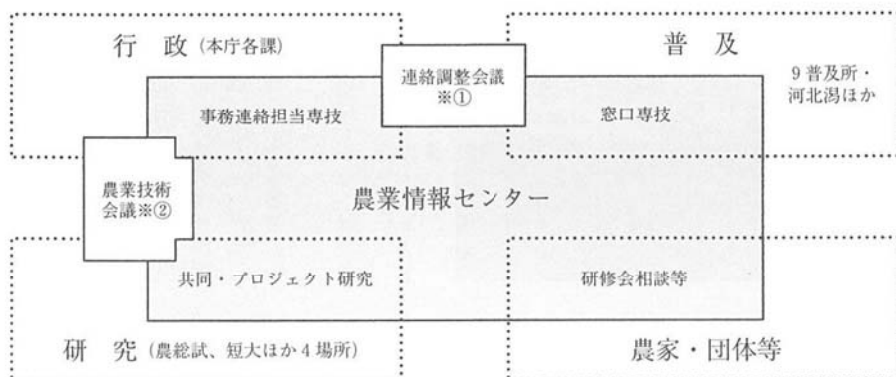 行 政 (本庁各課)
連絡調整会議
※①
普 及
9普及所・
河北潟ほか
事務連絡担当専技
窓口専技
農業技術
会議※②
農業情報センター
共同・プロジェクト研究
研修会相談等
研 究 (農総試、短大ほか4場所)
農家・団体等